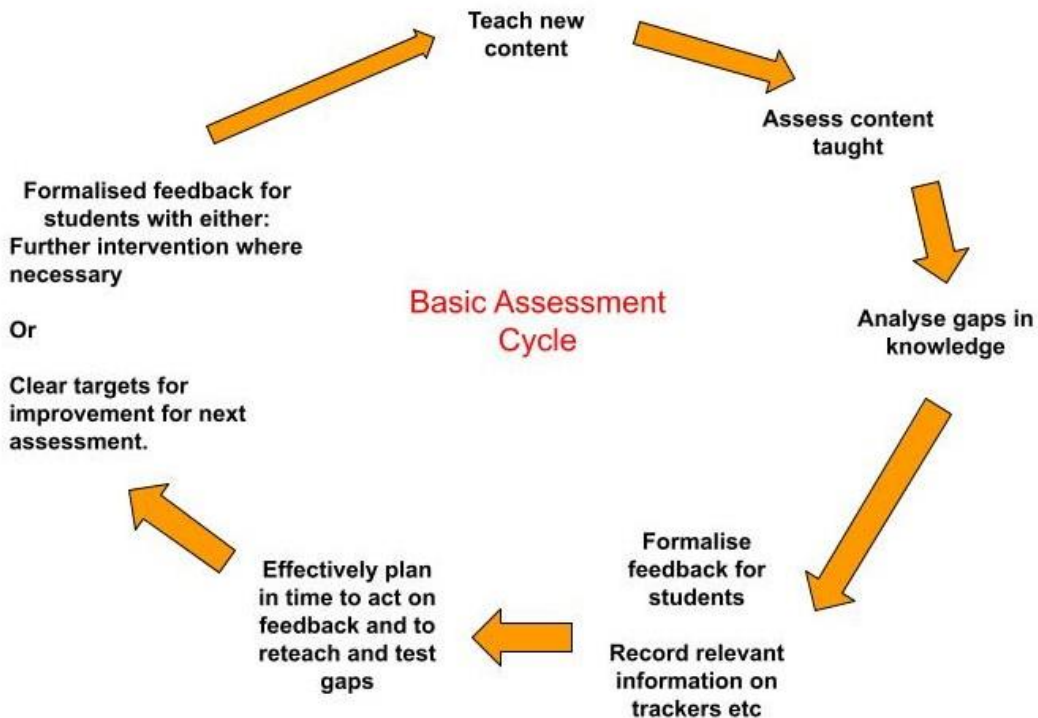 Teach new
content
Assess content
taught
Analyse gaps in
knowledge
Formalise
feedback for
students
Record relevant
information on
trackers etc
Effectively plan
in time to act on
feedback and to
reteach and test
gaps
Formalised feedback for
students with either:
Further intervention where
necessary
Or
Clear targets for
improvement for next
assessment.
Basic Assessment
Cycle